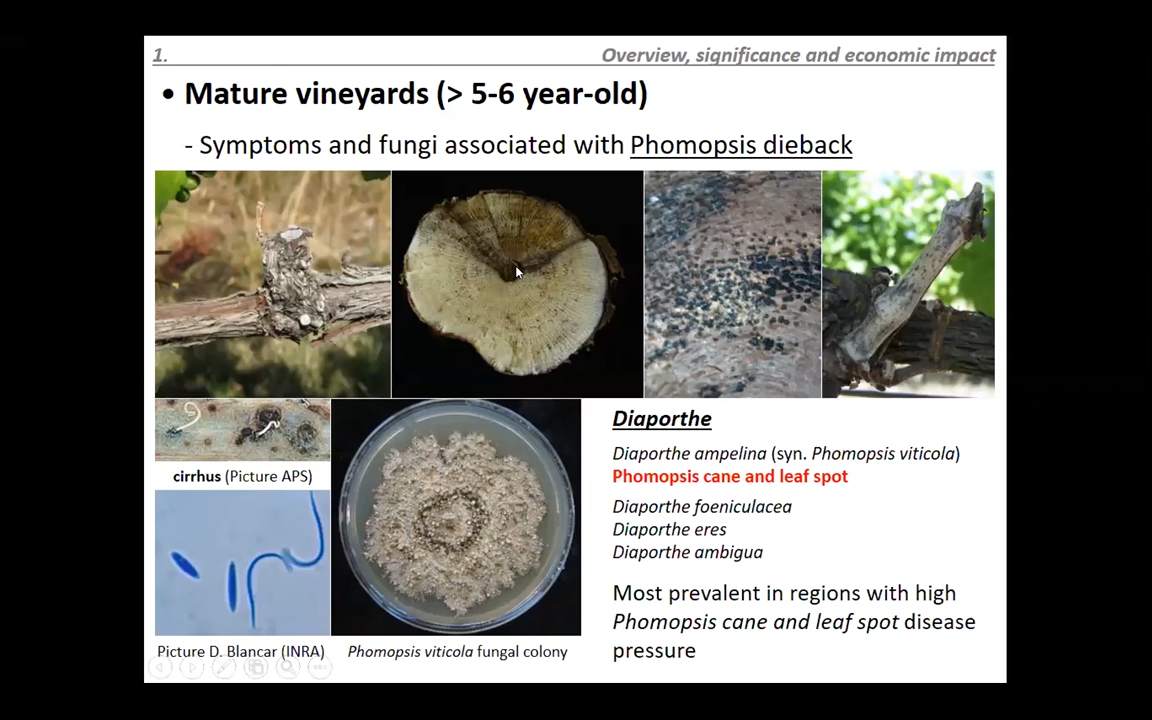 1.
Overview, significance and economic impact
• Mature vineyards (> 5-6 year-old)
- Symptoms and fungi associated with Phomopsis dieback
cirrhus (Picture APS)
Picture D. Blancar (INRA)
Phomopsis viticola fungal colony
Diaporthe
Diaporthe ampelina (syn. Phomopsis viticola)
Phomopsis cane and leaf spot
Diaporthe foeniculacea
Diaporthe eres
Diaporthe ambigua
Most prevalent in regions with high
Phomopsis cane and leaf spot disease
pressure